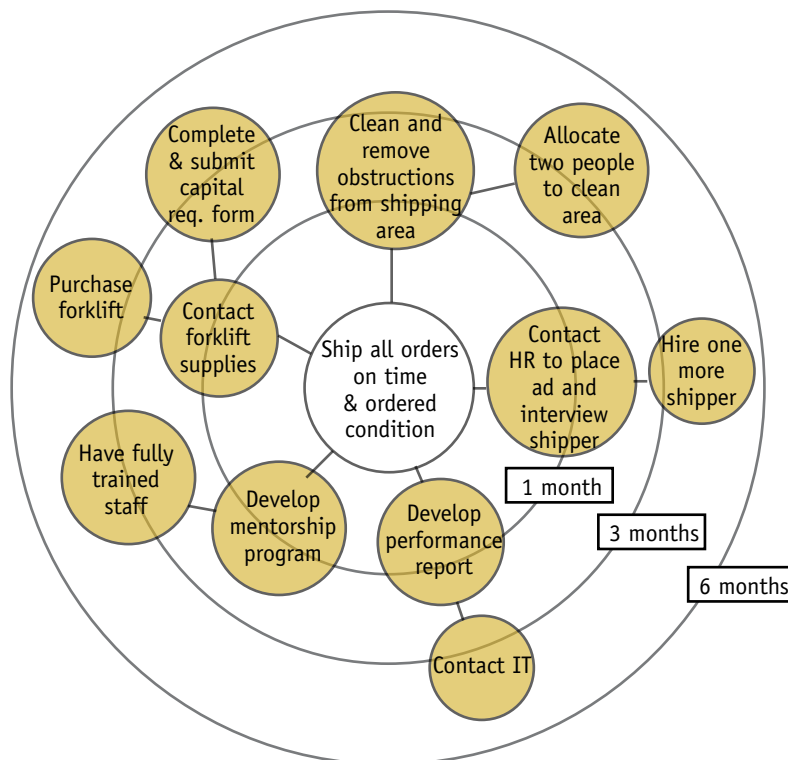 Complete
& submit
capital
req. form
Clean and
remove
obstructions
from shipping
area
Allocate
two people
to clean
area
Purchase
forklift
Contact
forklift
supplies
Ship all orders
on time
& ordered
condition
Contact
HR to place
ad and
interview
shipper
Hire one
more
shipper
Have fully
trained
staff
Develop
mentorship
program
Develop
performance
report
Contact IT
1 month
3 months
6 months